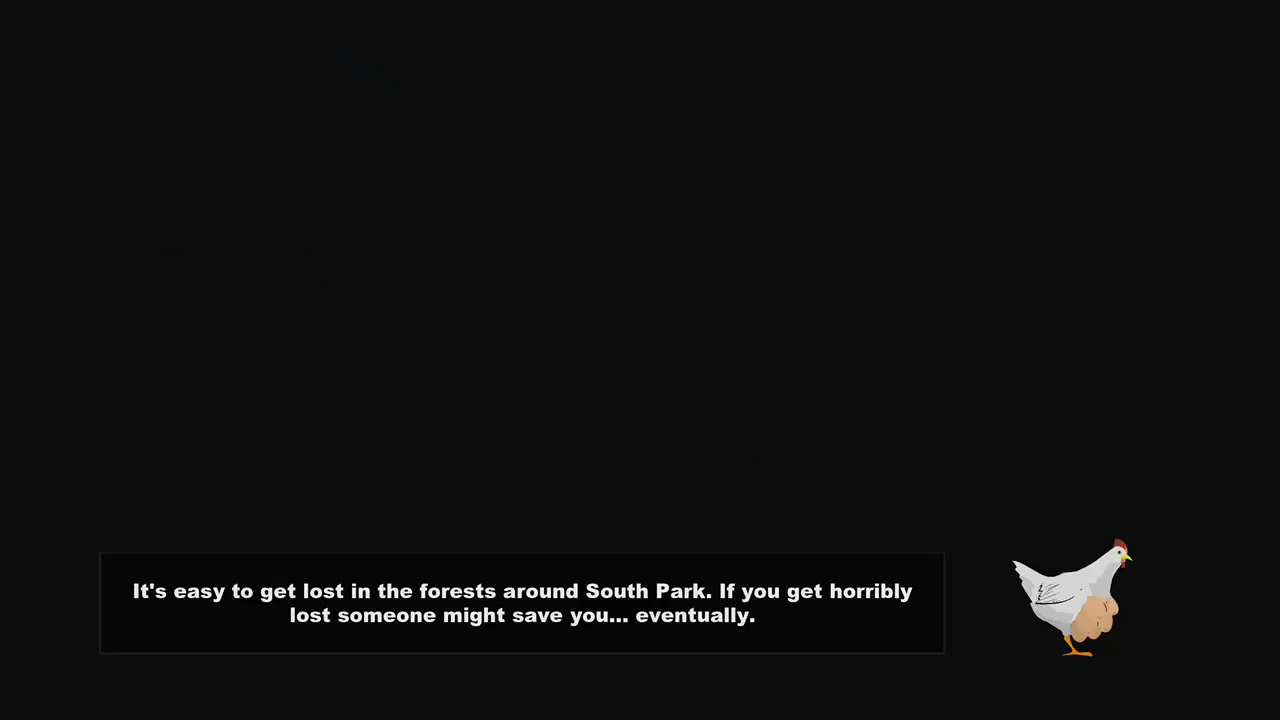 It's easy to get lost in the forests around South Park. If you get horribly
lost someone might save you... eventually.